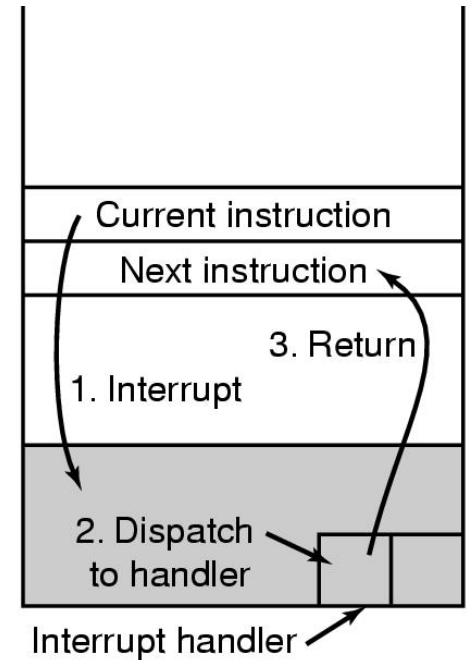 Current instruction
Next instruction
3. Return
1. Interrupt
2. Dispatch
to handler
Interrupt handler